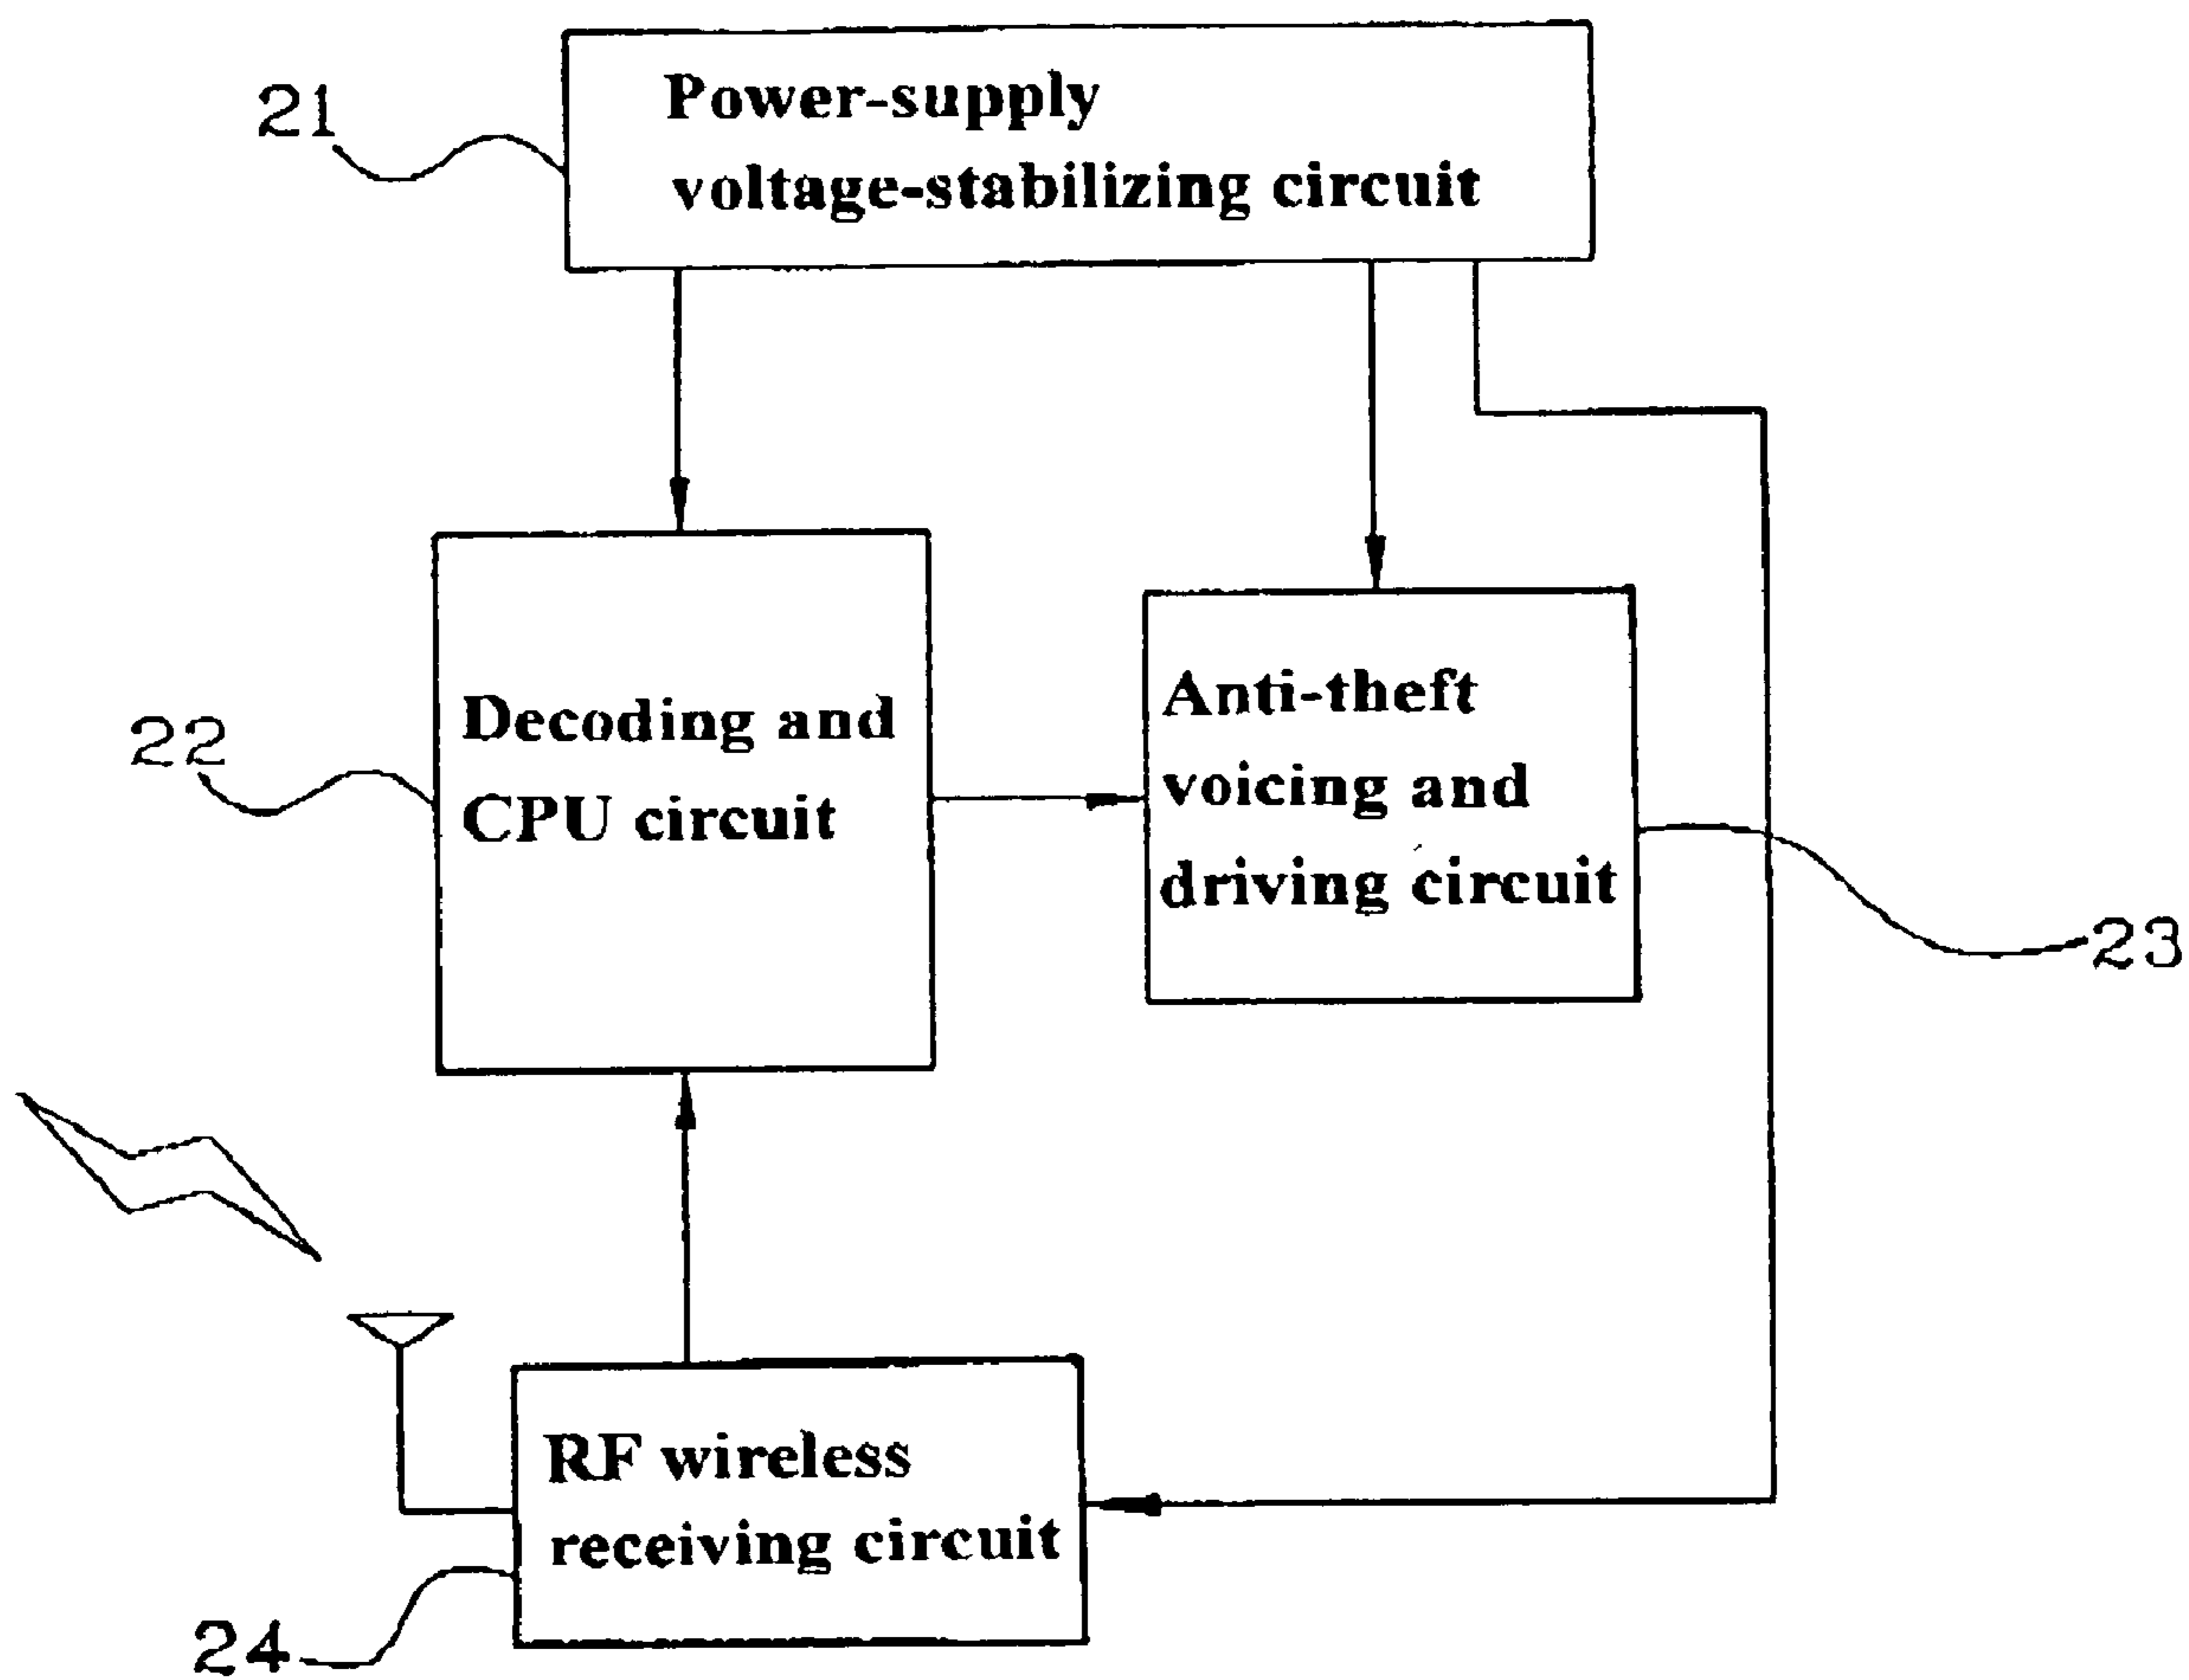 21
Power-supply
voltage-stabilizing circuit
22
Decoding and
CPU circuit
Anti-theft
voicing and
driving circuit
23
RF wireless
receiving circuit
24